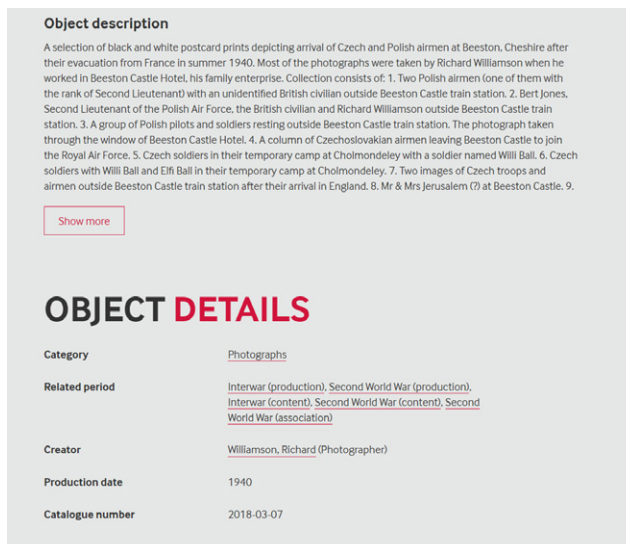 Object description
A selection of black and white postcard prints depicting arrival of Czech and Polish airmen at Beeston, Cheshire after
their evacuation from France in summer 1940. Most of the photographs were taken by Richard Williamson when he
worked in Beeston Castle Hotel, his family enterprise. Collection consists of: 1. Two Polish airmen (one of them with
the rank of Second Lieutenant) with an unidentified British civilian outside Beeston Castle train station. 2. Bert Jones,
Second Lieutenant of the Polish Air Force, the British civilian and Richard Williamson outside Beeston Castle train
station. 3. A group of Polish pilots and soldiers resting outside Beeston Castle train station. The photograph taken
through the window of Beeston Castle Hotel. 4. A column of Czechoslovakian airmen leaving Beeston Castle to join
the Royal Air Force. 5. Czech soldiers in their temporary camp at Cholmondeley with a soldier named Willi Ball. 6. Czech
soldiers with Willi Ball and Elfi Ball in their temporary camp at Cholmondeley. 7. Two images of Czech troops and
airmen outside Beeston Castle train station after their arrival in England. 8. Mr & Mrs Jerusalem (?) at Beeston Castle. 9.
Show more
OBJECT DETAILS
Category Photographs
Related period Interwar (production), Second World War (production),
Interwar (content), Second World War (content), Second
World War (association)
Creator Williamson, Richard (Photographer)
Production date 1940
Catalogue number 2018-03-07